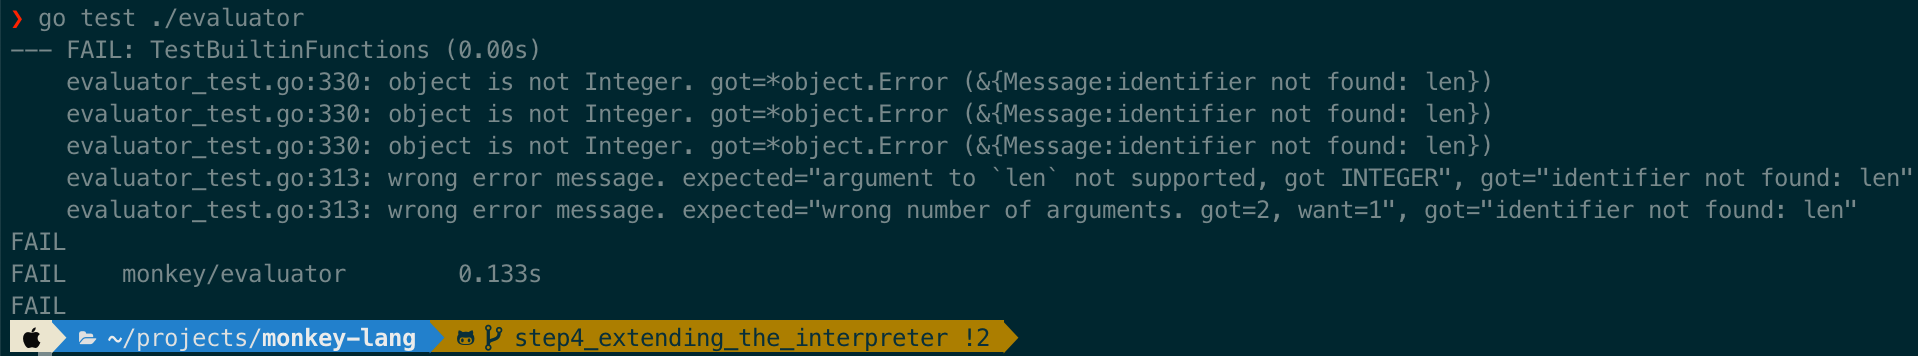 ❯ go test ./evaluator
--- FAIL: TestBuiltinFunctions (0.00s)
    evaluator_test.go:330: object is not Integer. got=*object.Error (&{Message:identifier not found: len})
    evaluator_test.go:330: object is not Integer. got=*object.Error (&{Message:identifier not found: len})
    evaluator_test.go:330: object is not Integer. got=*object.Error (&{Message:identifier not found: len})
    evaluator_test.go:313: wrong error message. expected="argument to `len` not supported, got INTEGER", got="identifier not found: len"
    evaluator_test.go:313: wrong error message. expected="wrong number of arguments. got=2, want=1", got="identifier not found: len"
FAIL
FAIL    monkey/evaluator        0.133s
FAIL
~/projects/monkey-lang step4_extending_the_interpreter !2